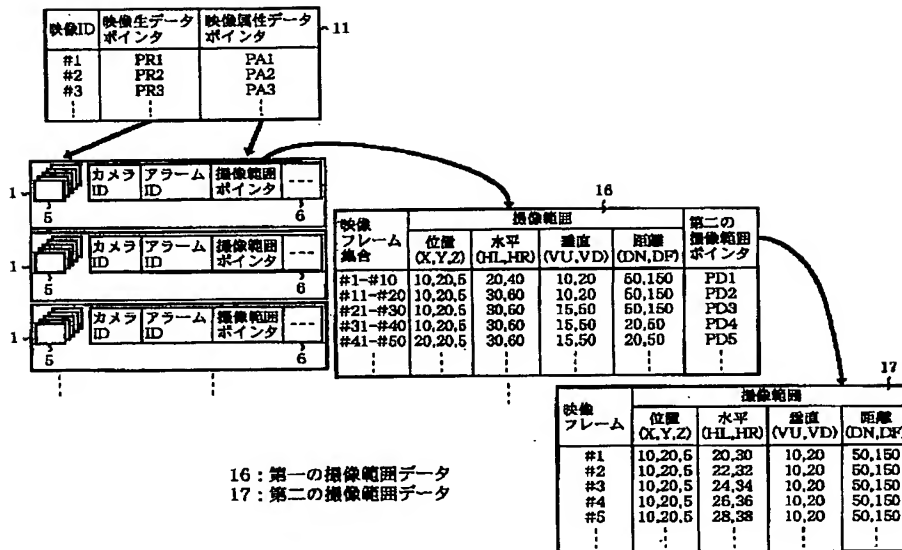 映像ID 映像生データポインタ 映像属性データポインタ 11
#1 PR1 PA1
#2 PR2 PA2
#3 PR3 PA3
1 カメラID アラームID 撮像範囲ポインタ ---
5 6
1 カメラID アラームID 撮像範囲ポインタ ---
5 6
1 カメラID アラームID 撮像範囲ポインタ ---
5 6
16
映像フレーム集合 撮像範囲 第二の撮像範囲ポインタ
位置(X,Y,Z) 水平(HL,HR) 垂直(VU,VD) 距離(DN,DF)
#1-#10 10,20,5 20,40 10,20 50,150 PD1
#11-#20 10,20,5 30,60 10,20 50,150 PD2
#21-#30 10,20,5 30,60 15,50 50,150 PD3
#31-#40 10,20,5 30,60 15,50 20,50 PD4
#41-#50 20,20,5 30,60 15,50 20,50 PD5
17
映像フレーム 撮像範囲
位置(X,Y,Z) 水平(HL,HR) 垂直(VU,VD) 距離(DN,DF)
#1 10,20,5 20,30 10,20 50,150
#2 10,20,5 22,32 10,20 50,150
#3 10,20,5 24,34 10,20 50,150
#4 10,20,5 26,36 10,20 50,150
#5 10,20,5 28,38 10,20 50,150
16:第一の撮像範囲データ
17:第二の撮像範囲データ